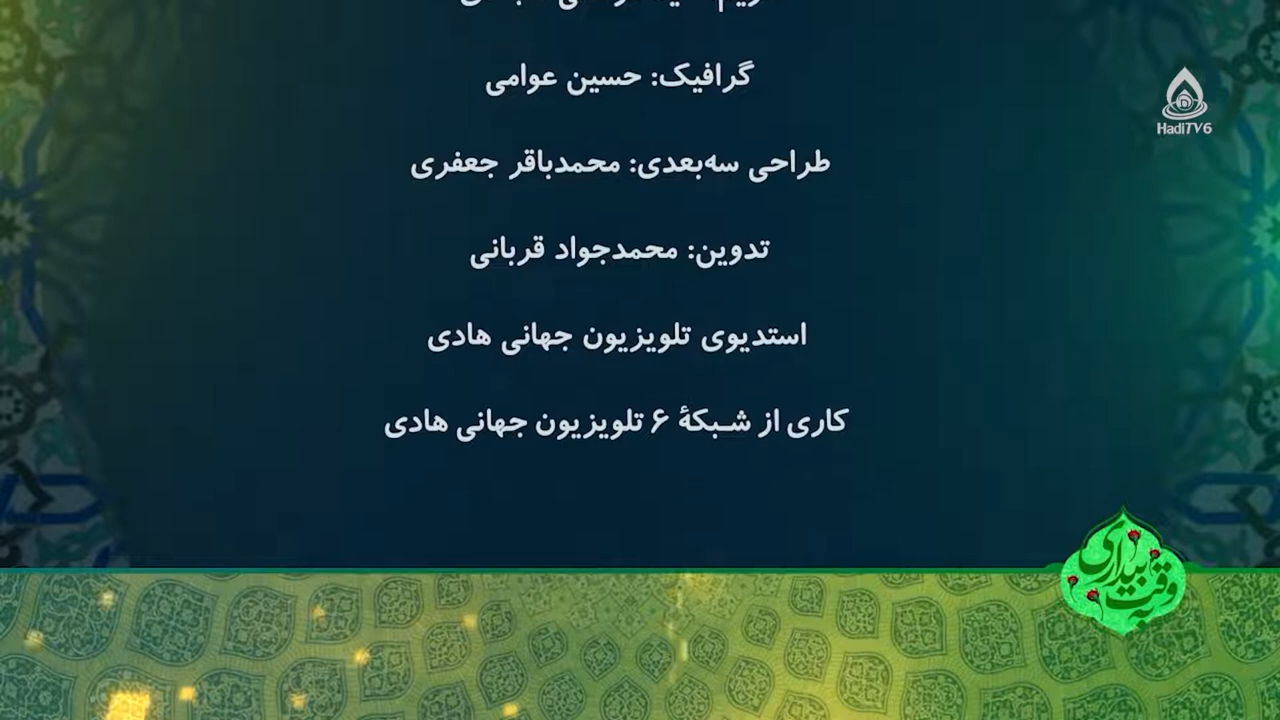 گرافیک: حسین عوامی
HadiTV6
طراحی سه‌بعدی: محمدباقر جعفری
تدوین: محمدجواد قربانی
استدیوی تلویزیون جهانی هادی
کاری از شبکهٔ ۶ تلویزیون جهانی هادی
به وقت بیداری